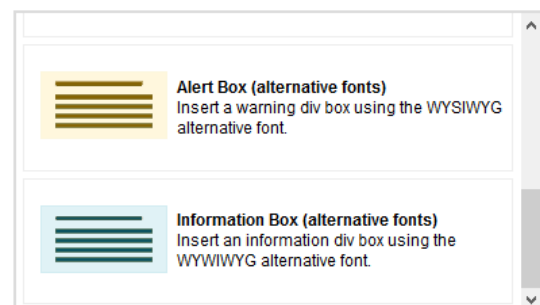 Alert Box (alternative fonts)
Insert a warning div box using the WYSIWYG
alternative font.
Information Box (alternative fonts)
Insert an information div box using the
WYWIWYG alternative font.